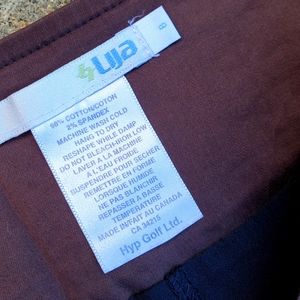 Lija
8
98% COTTON/COTON
2% SPANDEX
MACHINE WASH COLD
HANG TO DRY
RESHAPE WHILE DAMP
DO NOT BLEACH-IRON LOW
LAVER A LA MACHINE
A L'EAU FROIDE
SUSPENDRE POUR SECHER
REMETTRE EN FORME
LORSQUE HUMIDE
NE PAS BLANCHIR
REPASSER A BASSE
TEMPERATURE
MADE IN/FAIT AU CANADA
CA 34215
Hyp Golf Ltd.